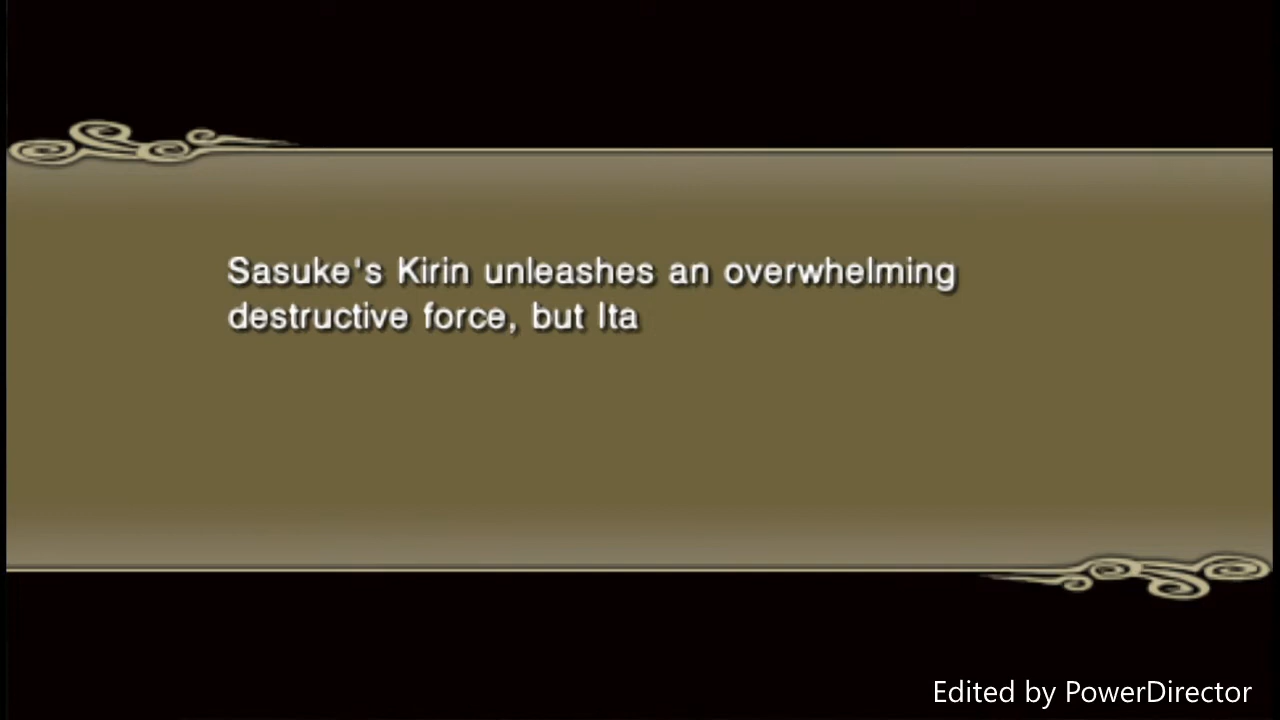 Sasuke's Kirin unleashes an overwhelming
destructive force, but Ita
Edited by PowerDirector